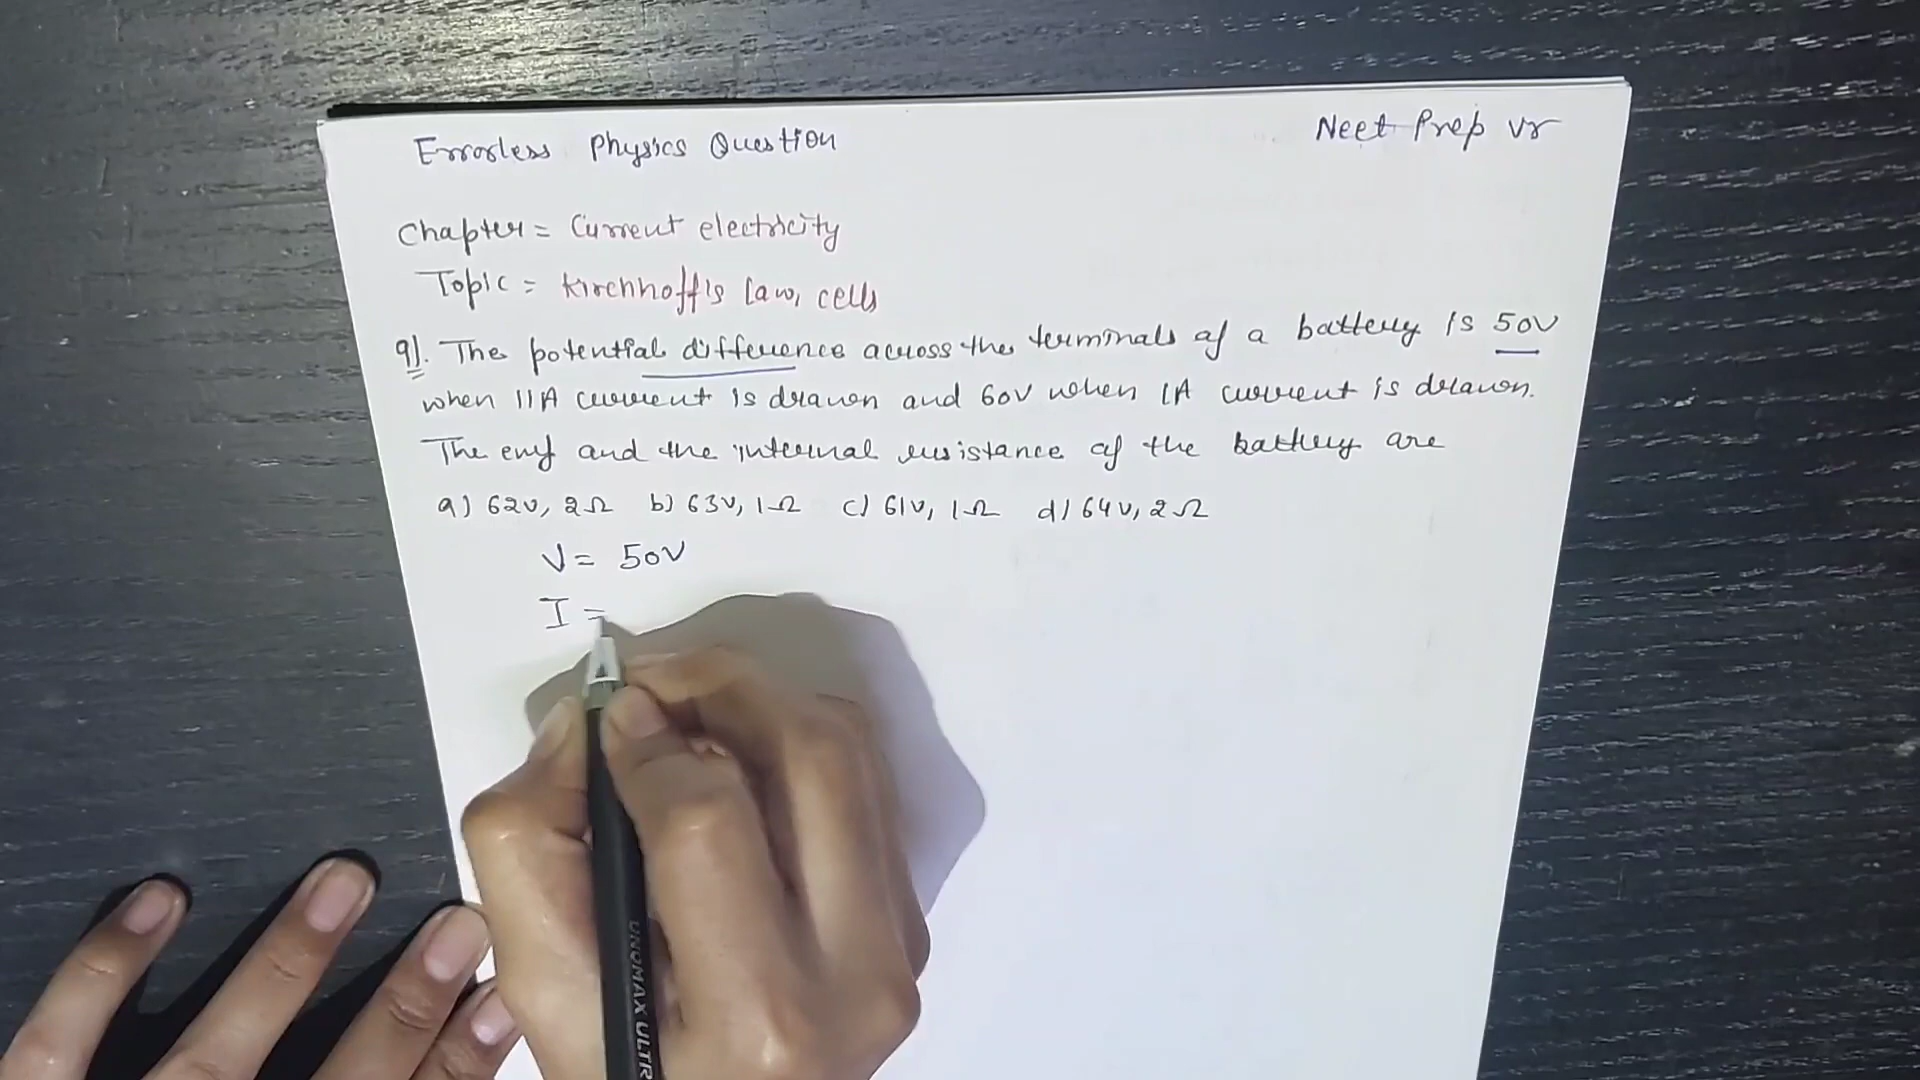 Errorless Physics Question
Neet Prep vr
Chapter = Current electricity
Topic = Kirchhoff's law, cells
9). The potential difference across the terminals of a battery is 50V
when 11A current is drawn and 60V when 1A current is drawn.
The emf and the internal resistance of the battery are
a) 62v, 2Ω b) 63v, 1Ω c) 61v, 1Ω d) 64v, 2Ω
V = 50V
I =
UNOMAX ULTR